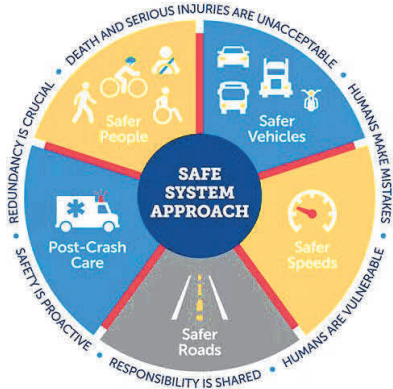 DEATH AND SERIOUS INJURIES ARE UNACCEPTABLE
HUMANS MAKE MISTAKES
HUMANS ARE VULNERABLE
RESPONSIBILITY IS SHARED
SAFETY IS PROACTIVE
REDUNDANCY IS CRUCIAL
Safer
People
Safer
Vehicles
SAFE
SYSTEM
APPROACH
Post-Crash
Care
Safer
Speeds
Safer
Roads